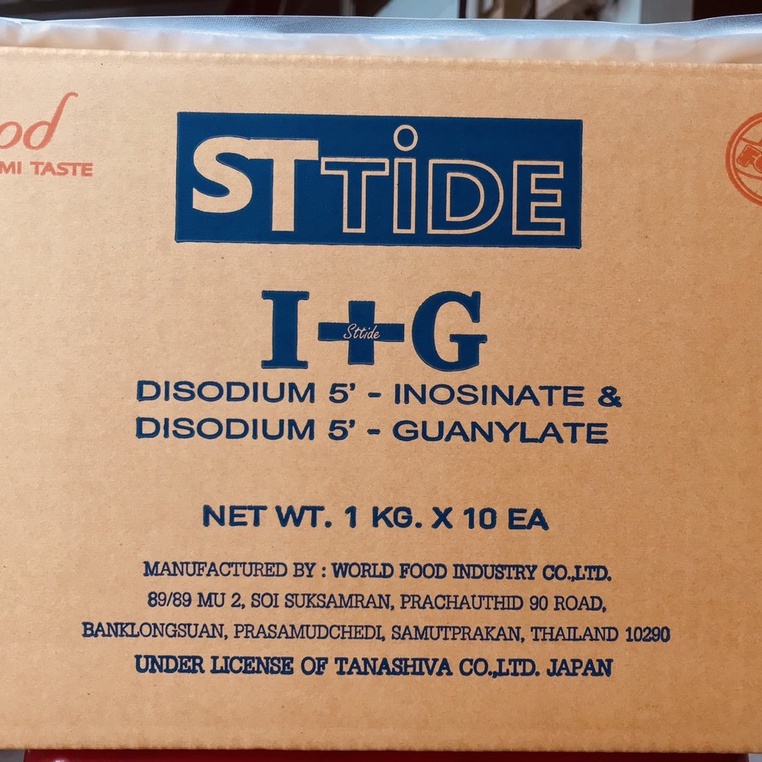 od
MI TASTE
STTiDE
I+G
Sttide
DISODIUM 5' - INOSINATE &
DISODIUM 5' - GUANYLATE
NET WT. 1 KG. X 10 EA
MANUFACTURED BY : WORLD FOOD INDUSTRY CO.,LTD.
89/89 MU 2, SOI SUKSAMRAN, PRACHAUTHID 90 ROAD,
BANKLONGSUAN, PRASAMUDCHEDI, SAMUTPRAKAN, THAILAND 10290
UNDER LICENSE OF TANASHIVA CO.,LTD. JAPAN